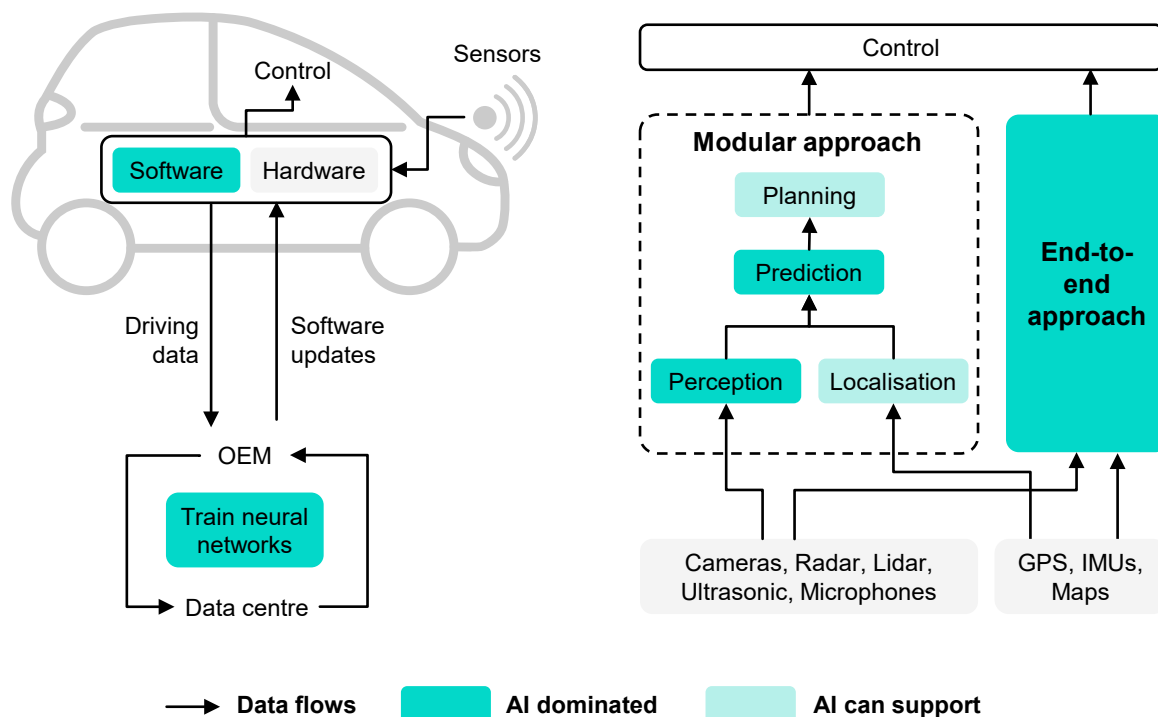 Control
Sensors
Software
Hardware
Driving
data
Software
updates
OEM
Train neural
networks
Data centre
Control
Modular approach
Planning
Prediction
Perception
Localisation
End-to-
end
approach
Cameras, Radar, Lidar,
Ultrasonic, Microphones
GPS, IMUs,
Maps
Data flows
AI dominated
AI can support